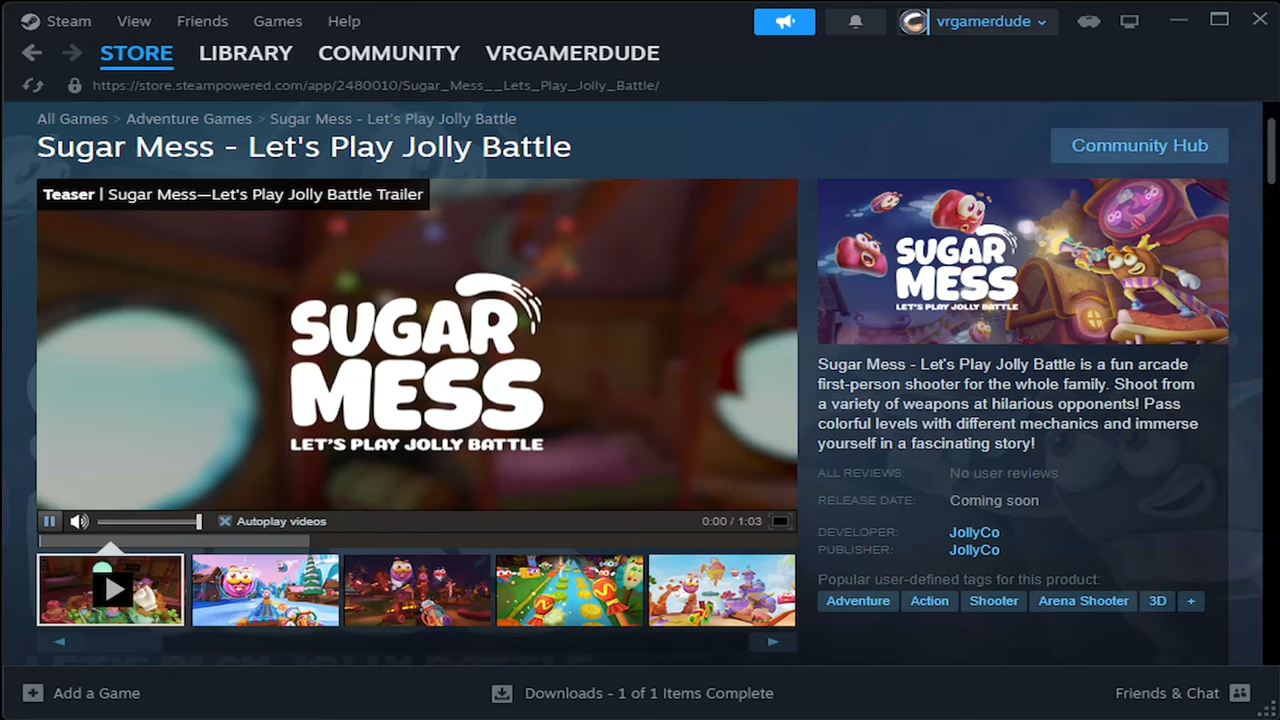 Steam View Friends Games Help vrgamerdude
STORE LIBRARY COMMUNITY VRGAMERDUDE
https://store.steampowered.com/app/2480010/Sugar_Mess__Lets_Play_Jolly_Battle/
All Games > Adventure Games > Sugar Mess - Let's Play Jolly Battle
Sugar Mess - Let's Play Jolly Battle
Community Hub
Teaser | Sugar Mess—Let's Play Jolly Battle Trailer
SUGAR
MESS
LET'S PLAY JOLLY BATTLE
Autoplay videos
0:00 / 1:03
SUGAR
MESS
LET'S PLAY JOLLY BATTLE
Sugar Mess - Let's Play Jolly Battle is a fun arcade
first-person shooter for the whole family. Shoot from
a variety of weapons at hilarious opponents! Pass
colorful levels with different mechanics and immerse
yourself in a fascinating story!
ALL REVIEWS: No user reviews
RELEASE DATE: Coming soon
DEVELOPER: JollyCo
PUBLISHER: JollyCo
Popular user-defined tags for this product:
Adventure Action Shooter Arena Shooter 3D +
Add a Game
Downloads - 1 of 1 Items Complete
Friends & Chat